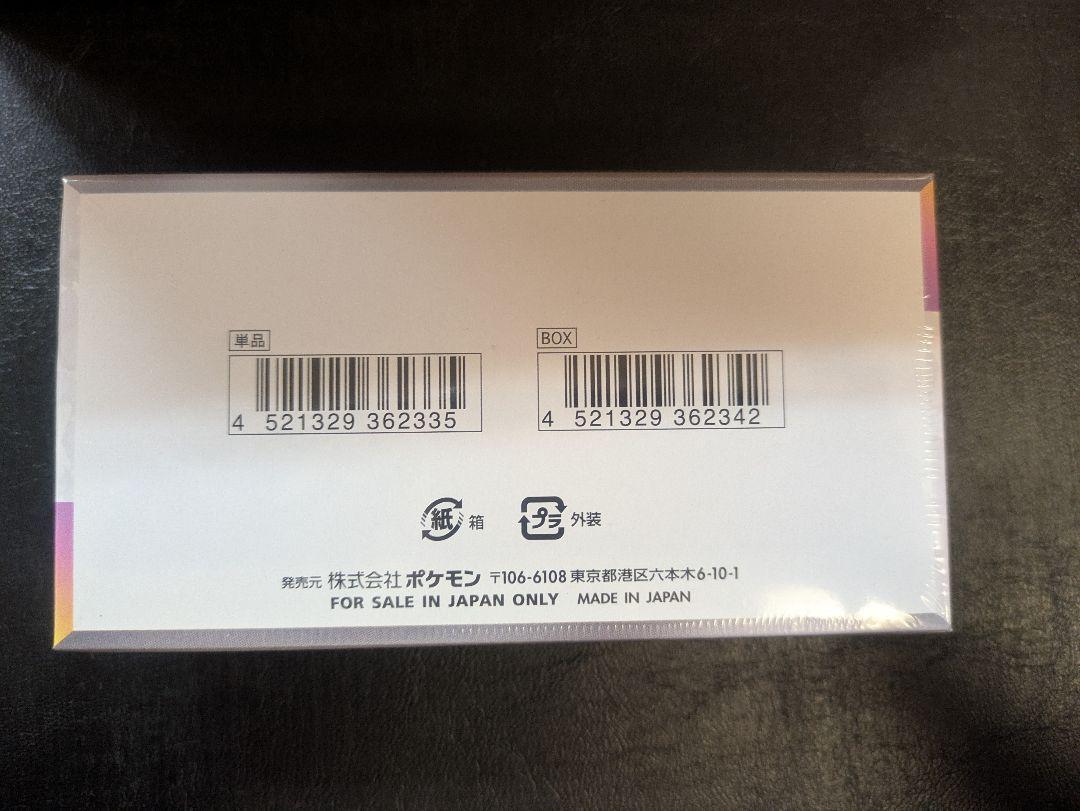 単品
4 521329 362335
BOX
4 521329 362342
紙 箱
プラ 外装
発売元 株式会社 ポケモン 〒106-6108 東京都港区六本木6-10-1
FOR SALE IN JAPAN ONLY MADE IN JAPAN